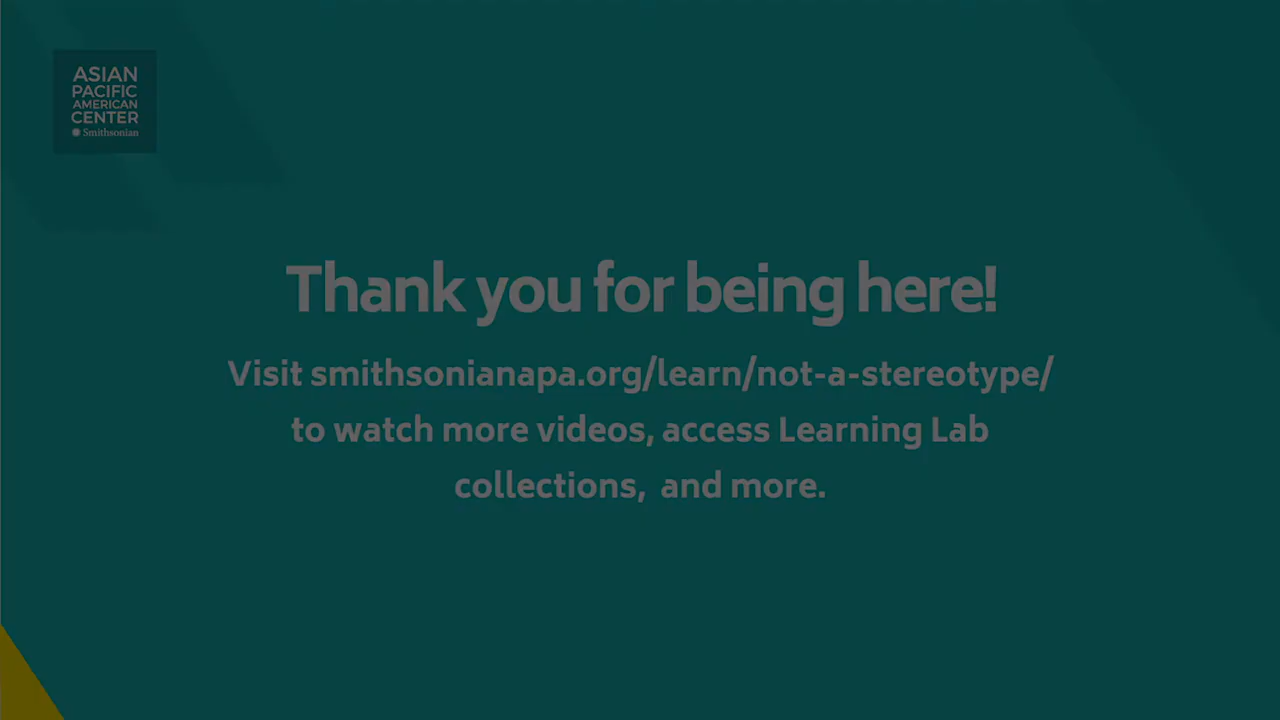 ASIAN
PACIFIC
AMERICAN
CENTER
Smithsonian
Thank you for being here!
Visit smithsonianapa.org/learn/not-a-stereotype/
to watch more videos, access Learning Lab
collections, and more.